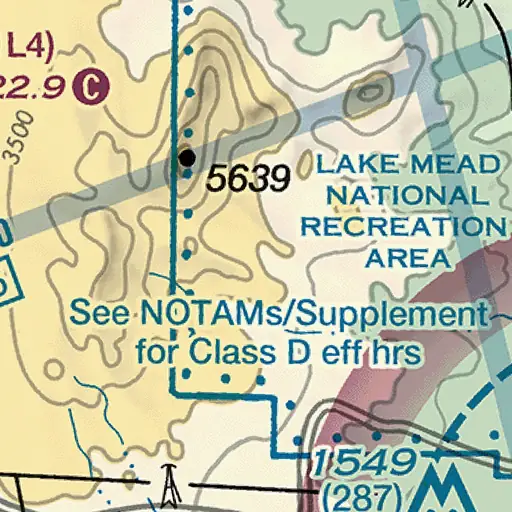 L4)
22.9 C
3500
5639
LAKE MEAD
NATIONAL
RECREATION
AREA
See NOTAMs/Supplement
for Class D eff hrs
1549
(287)